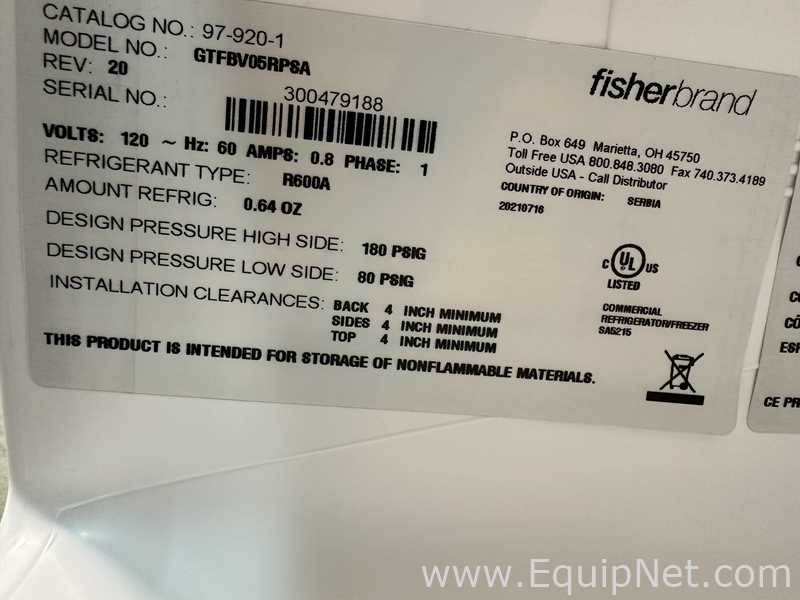 CATALOG NO.: 97-920-1
MODEL NO.: GTFBV05RPSA
REV: 20
SERIAL NO.: 300479188
VOLTS: 120 ~ Hz: 60 AMPS: 0.8 PHASE: 1
REFRIGERANT TYPE: R600A
AMOUNT REFRIG: 0.64 OZ
DESIGN PRESSURE HIGH SIDE: 180 PSIG
DESIGN PRESSURE LOW SIDE: 80 PSIG
INSTALLATION CLEARANCES: BACK 4 INCH MINIMUM
SIDES 4 INCH MINIMUM
TOP 4 INCH MINIMUM
THIS PRODUCT IS INTENDED FOR STORAGE OF NONFLAMMABLE MATERIALS.
fisherbrand
P.O. Box 649 Marietta, OH 45750
Toll Free USA 800.848.3080 Fax 740.373.4189
Outside USA - Call Distributor
COUNTRY OF ORIGIN: SERBIA
20210716
C UL US
LISTED
COMMERCIAL
REFRIGERATOR/FREEZER
SA5215
ESP
CE PR
www.EquipNet.com